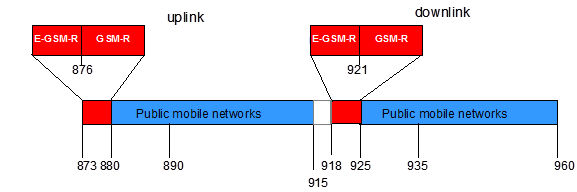 uplink
downlink
E-GSM-R GSM-R
E-GSM-R GSM-R
876
921
Public mobile networks
Public mobile networks
873 880 890 915 918 925 935 960